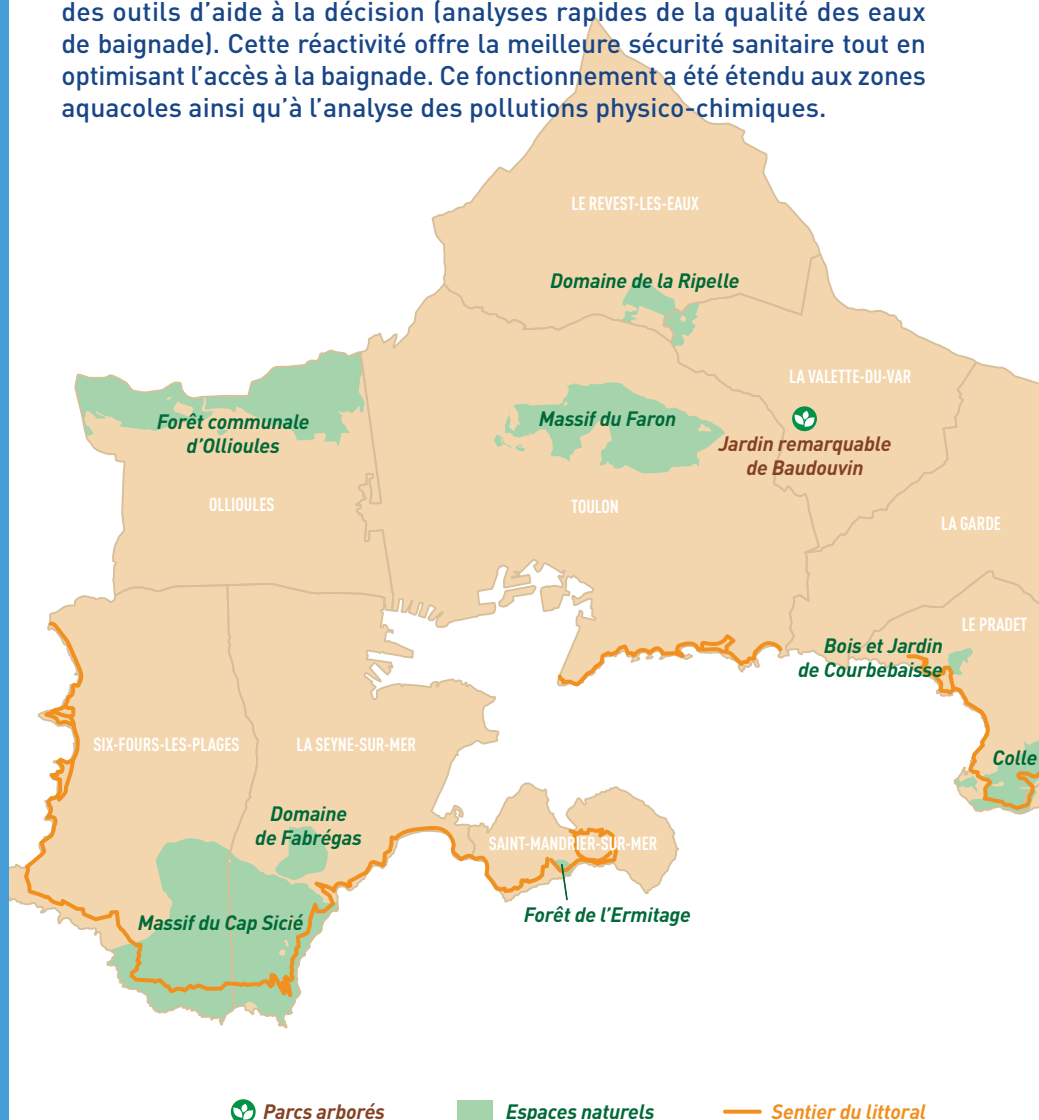 des outils d'aide à la décision (analyses rapides de la qualité des eaux
de baignade). Cette réactivité offre la meilleure sécurité sanitaire tout en
optimisant l'accès à la baignade. Ce fonctionnement a été étendu aux zones
aquacoles ainsi qu'à l'analyse des pollutions physico-chimiques.
LE REVEST-LES-EAUX
Domaine de la Ripelle
LA VALETTE-DU-VAR
Forêt communale
d'Ollioules
Massif du Faron
Jardin remarquable
de Baudouvin
OLLIOULES
TOULON
LA GARDE
LE PRADET
Bois et Jardin
de Courbebaisse
SIX-FOURS-LES-PLAGES
LA SEYNE-SUR-MER
Colle
Domaine
de Fabrégas
SAINT-MANDRIER-SUR-MER
Forêt de l'Ermitage
Massif du Cap Sicié
Parcs arborés
Espaces naturels
Sentier du littoral